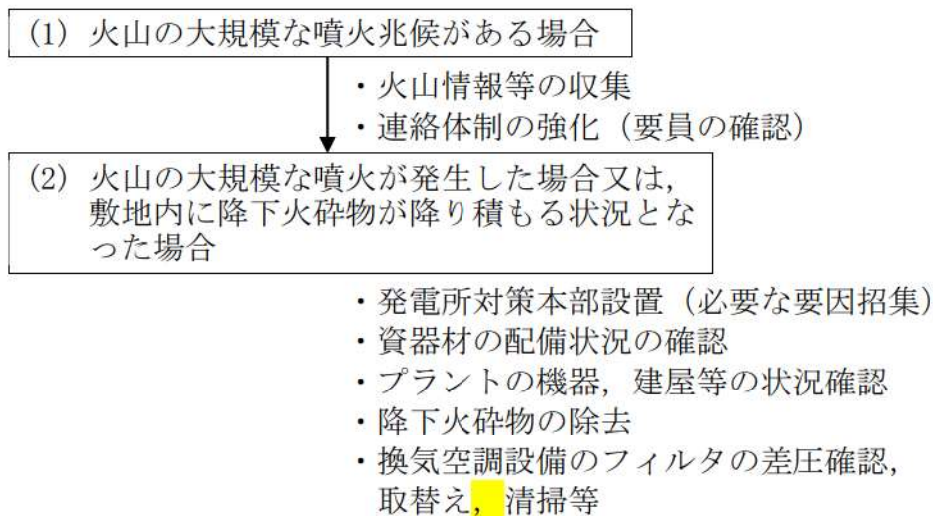 (1) 火山の大規模な噴火兆候がある場合
・火山情報等の収集
・連絡体制の強化（要員の確認）
(2) 火山の大規模な噴火が発生した場合又は，
敷地内に降下火砕物が降り積もる状況とな
った場合
・発電所対策本部設置（必要な要因招集）
・資器材の配備状況の確認
・プラントの機器，建屋等の状況確認
・降下火砕物の除去
・換気空調設備のフィルタの差圧確認，
取替え，清掃等